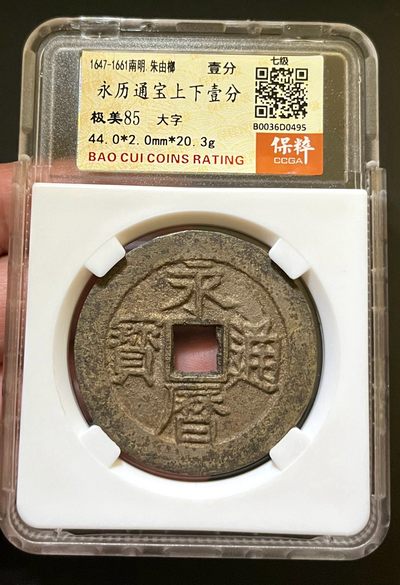 1647-1661南明.朱由榔 壹分 七级
永历通宝上下壹分
极美85 大字
B0036D0495
44.0*2.0mm*20.3g
保粹
CCGA
BAO CUI COINS RATING
永
寶 通
曆